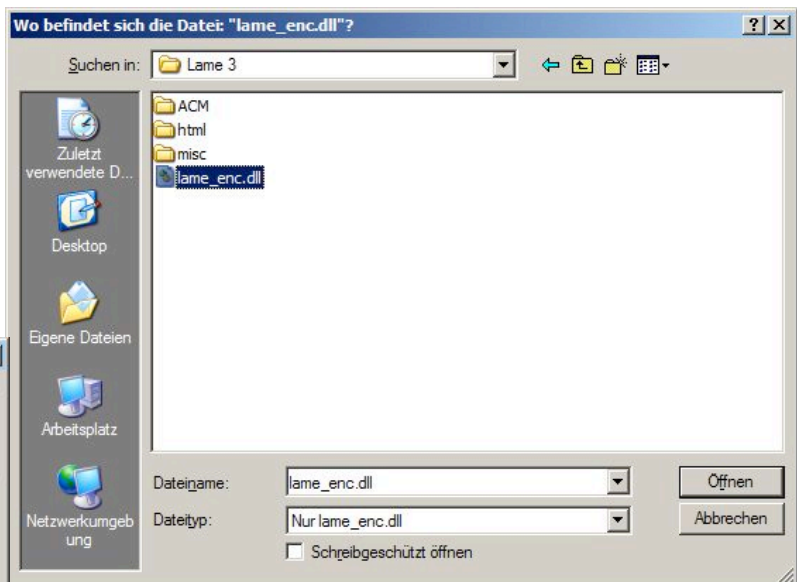 Wo befindet sich die Datei: "lame_enc.dll"?
Suchen in:
Lame 3
Zuletzt
verwendete D...
Desktop
Eigene Dateien
Arbeitsplatz
Netzwerkumgeb
ung
ACM
html
misc
lame_enc.dll
Dateiname:
lame_enc.dll
Öffnen
Dateityp:
Nur lame_enc.dll
Abbrechen
Schreibgeschützt öffnen